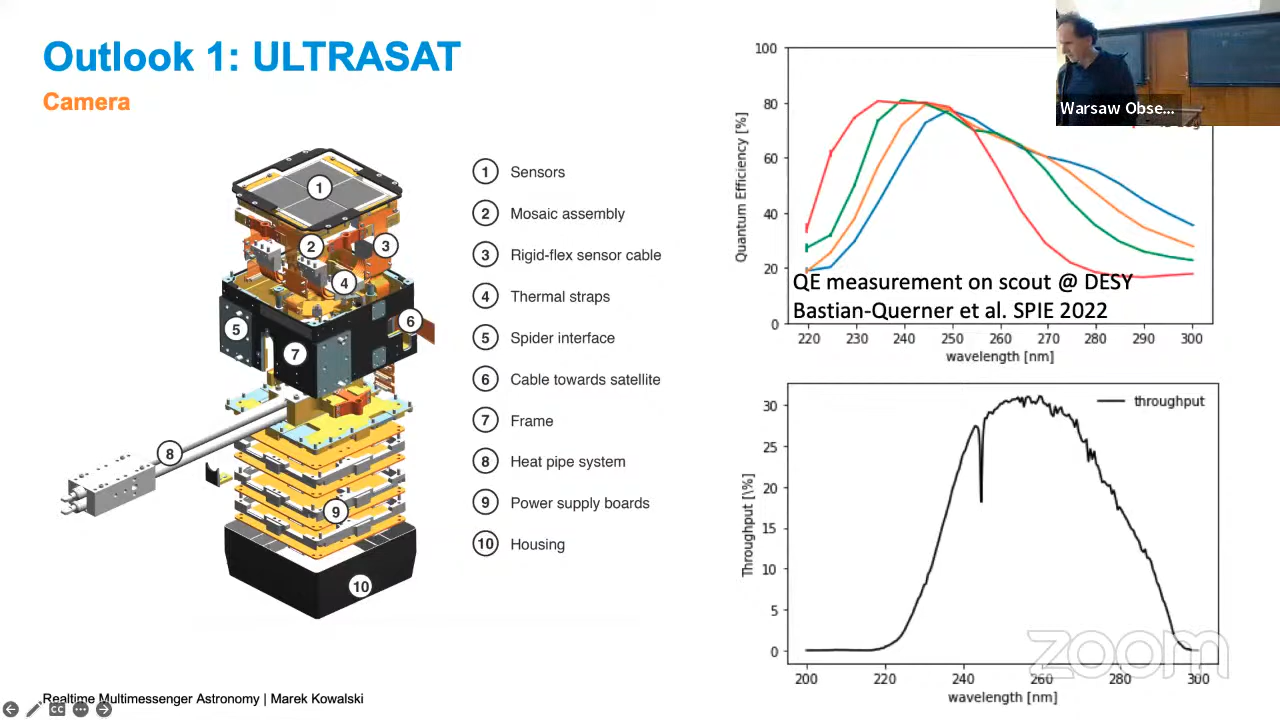 Outlook 1: ULTRASAT
Camera
1
2
3
4
5
6
7
8
9
10
1 Sensors
2 Mosaic assembly
3 Rigid-flex sensor cable
4 Thermal straps
5 Spider interface
6 Cable towards satellite
7 Frame
8 Heat pipe system
9 Power supply boards
10 Housing
Warsaw Obse...
Quantum Efficiency [%]
100
80
60
40
20
0
QE measurement on scout @ DESY
Bastian-Querner et al. SPIE 2022
220 230 240 250 260 270 280 290 300
wavelength [nm]
Throughput [\%]
30
25
20
15
10
5
0
throughput
200 220 240 260 280 300
wavelength [nm]
zoom
Realtime Multimessenger Astronomy | Marek Kowalski
CC